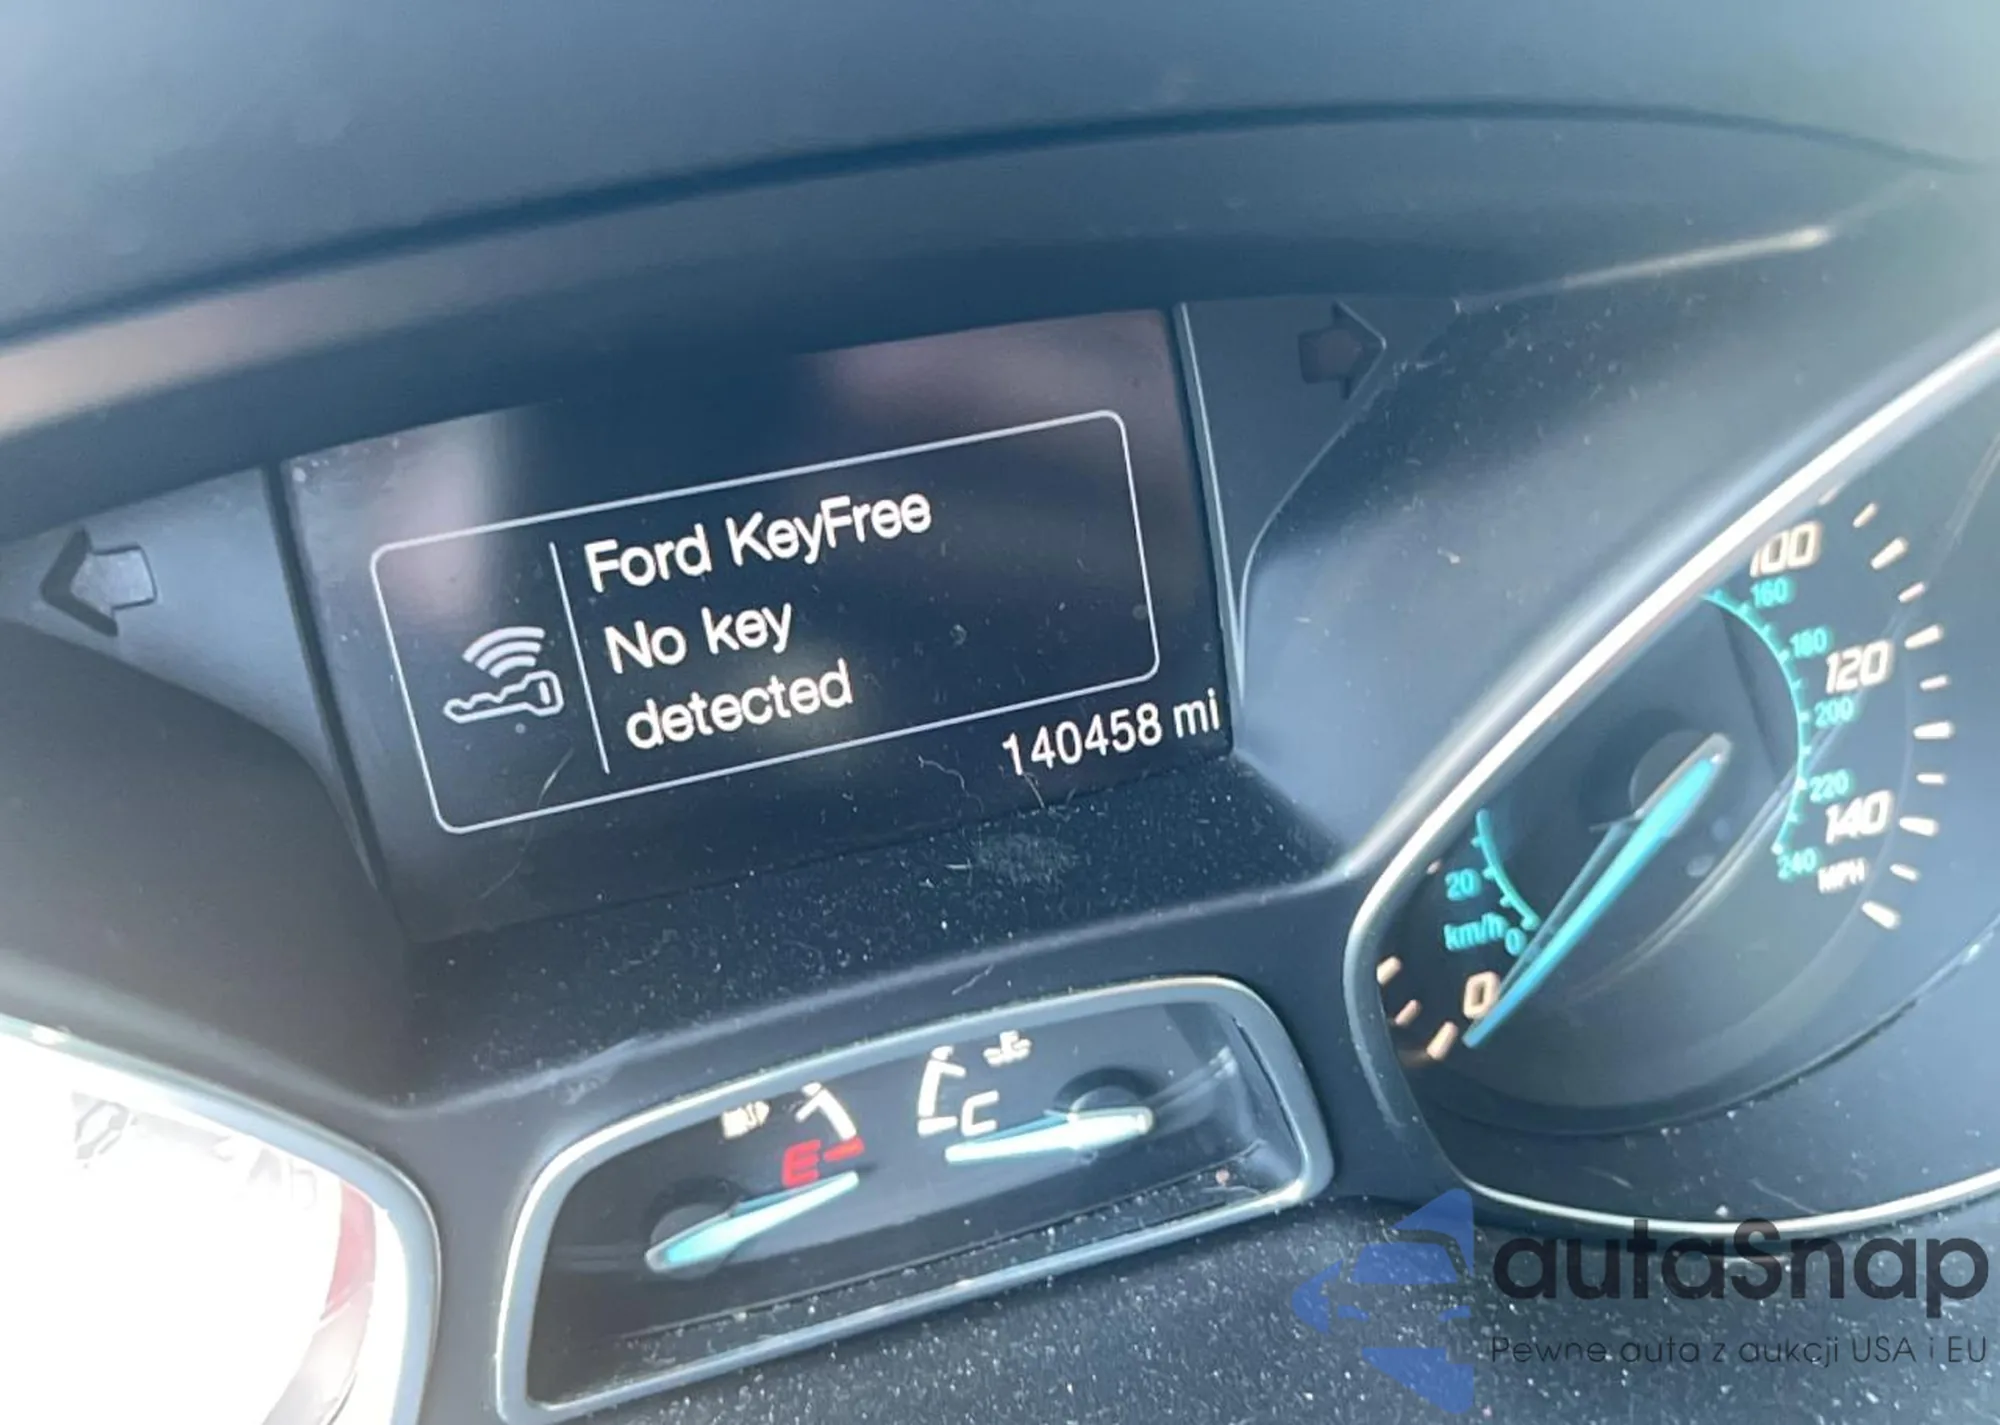 Ford KeyFree
No key
detected
140458 mi
100
160
180
120
200
220
140
240
MPH
20
km/h
0
0
C
E
autaSnap
Pewne auta z aukcji USA i EU